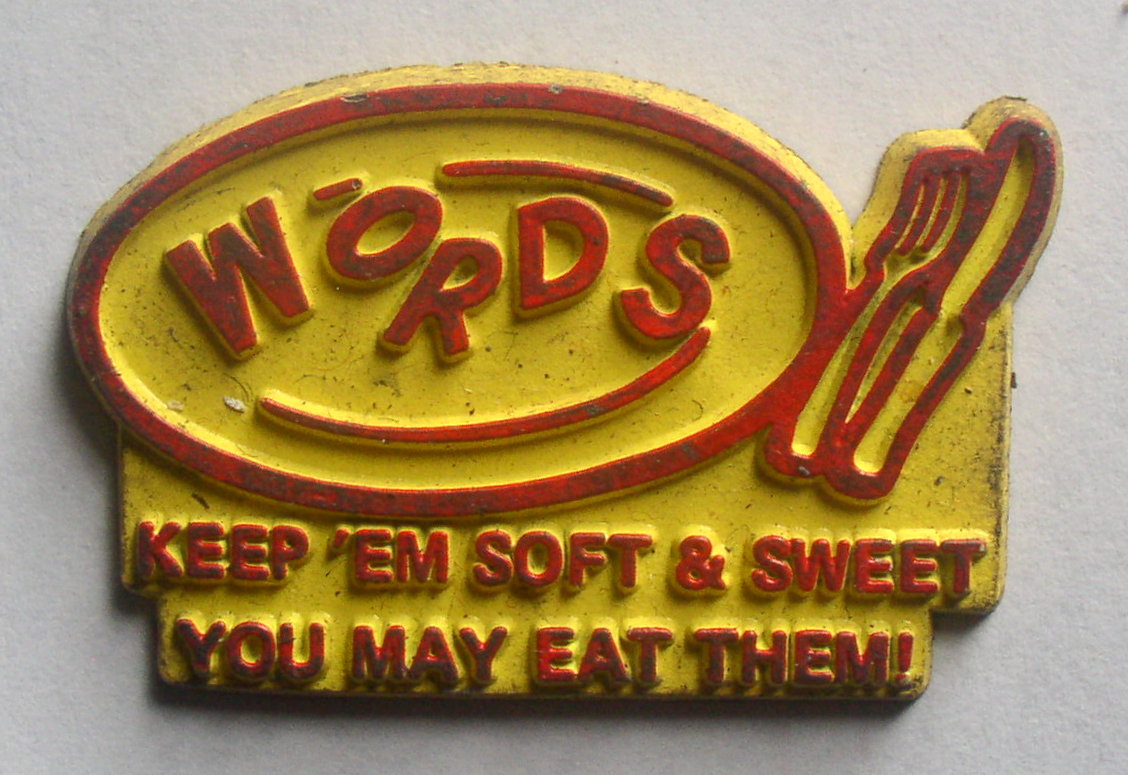 WORDS
KEEP 'EM SOFT & SWEET
YOU MAY EAT THEM!